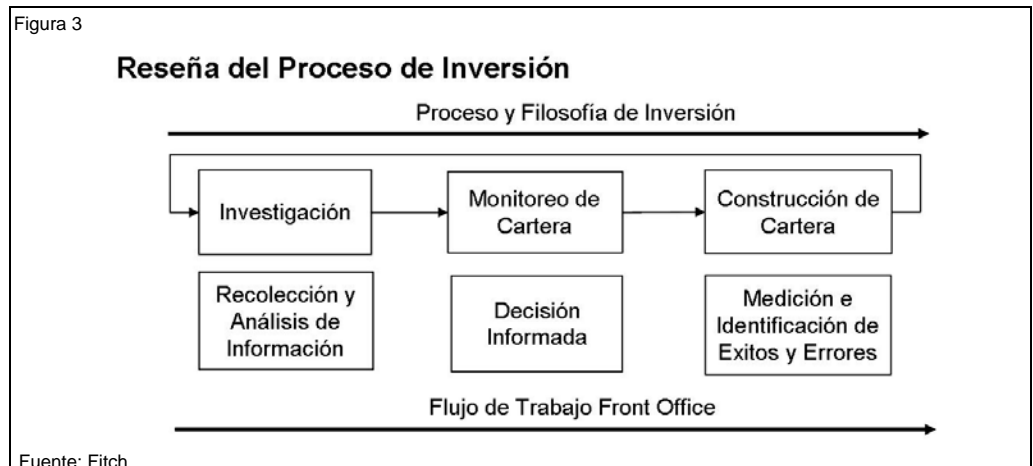 Figura 3
Reseña del Proceso de Inversión
Proceso y Filosofía de Inversión
Investigación
Monitoreo de
Cartera
Construcción de
Cartera
Recolección y
Análisis de
Información
Decisión
Informada
Medición e
Identificación de
Exitos y Errores
Flujo de Trabajo Front Office
Fuente: Fitch